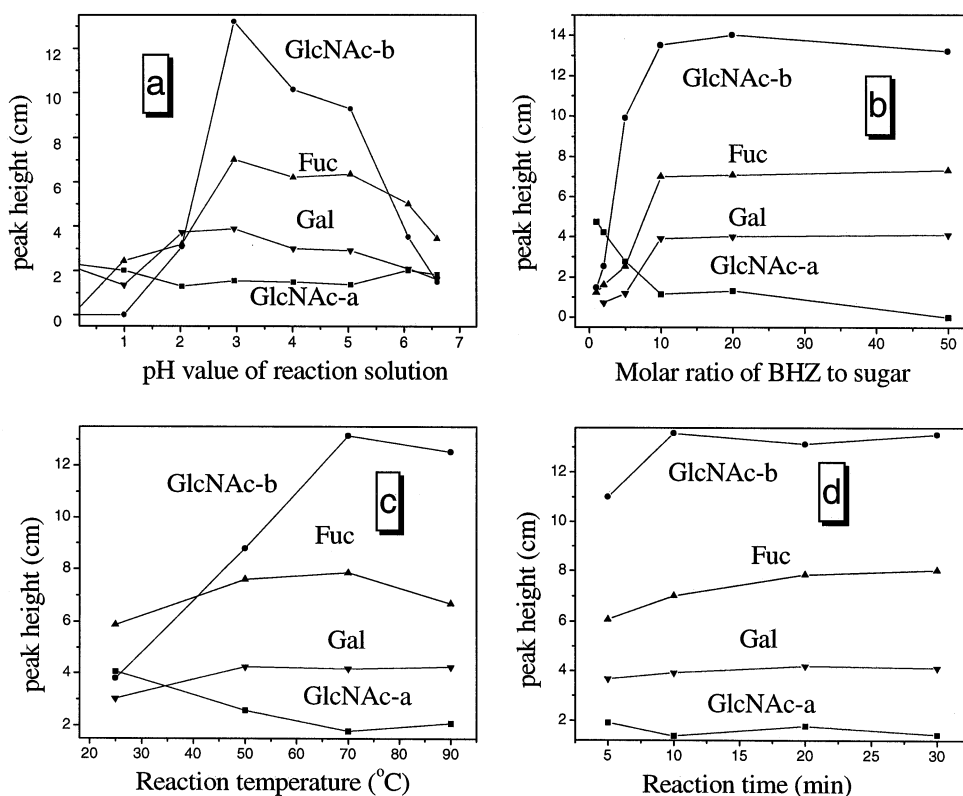 12
10
8
6
4
2
0
peak height (cm)
a
GlcNAc-b
Fuc
Gal
GlcNAc-a
1 2 3 4 5 6 7
pH value of reaction solution
14
12
10
8
6
4
2
0
peak height (cm)
b
GlcNAc-b
Fuc
Gal
GlcNAc-a
0 10 20 30 40 50
Molar ratio of BHZ to sugar
12
10
8
6
4
2
peak height (cm)
c
GlcNAc-b
Fuc
Gal
GlcNAc-a
20 30 40 50 60 70 80 90
Reaction temperature (°C)
12
10
8
6
4
2
peak height (cm)
d
GlcNAc-b
Fuc
Gal
GlcNAc-a
5 10 15 20 25 30
Reaction time (min)